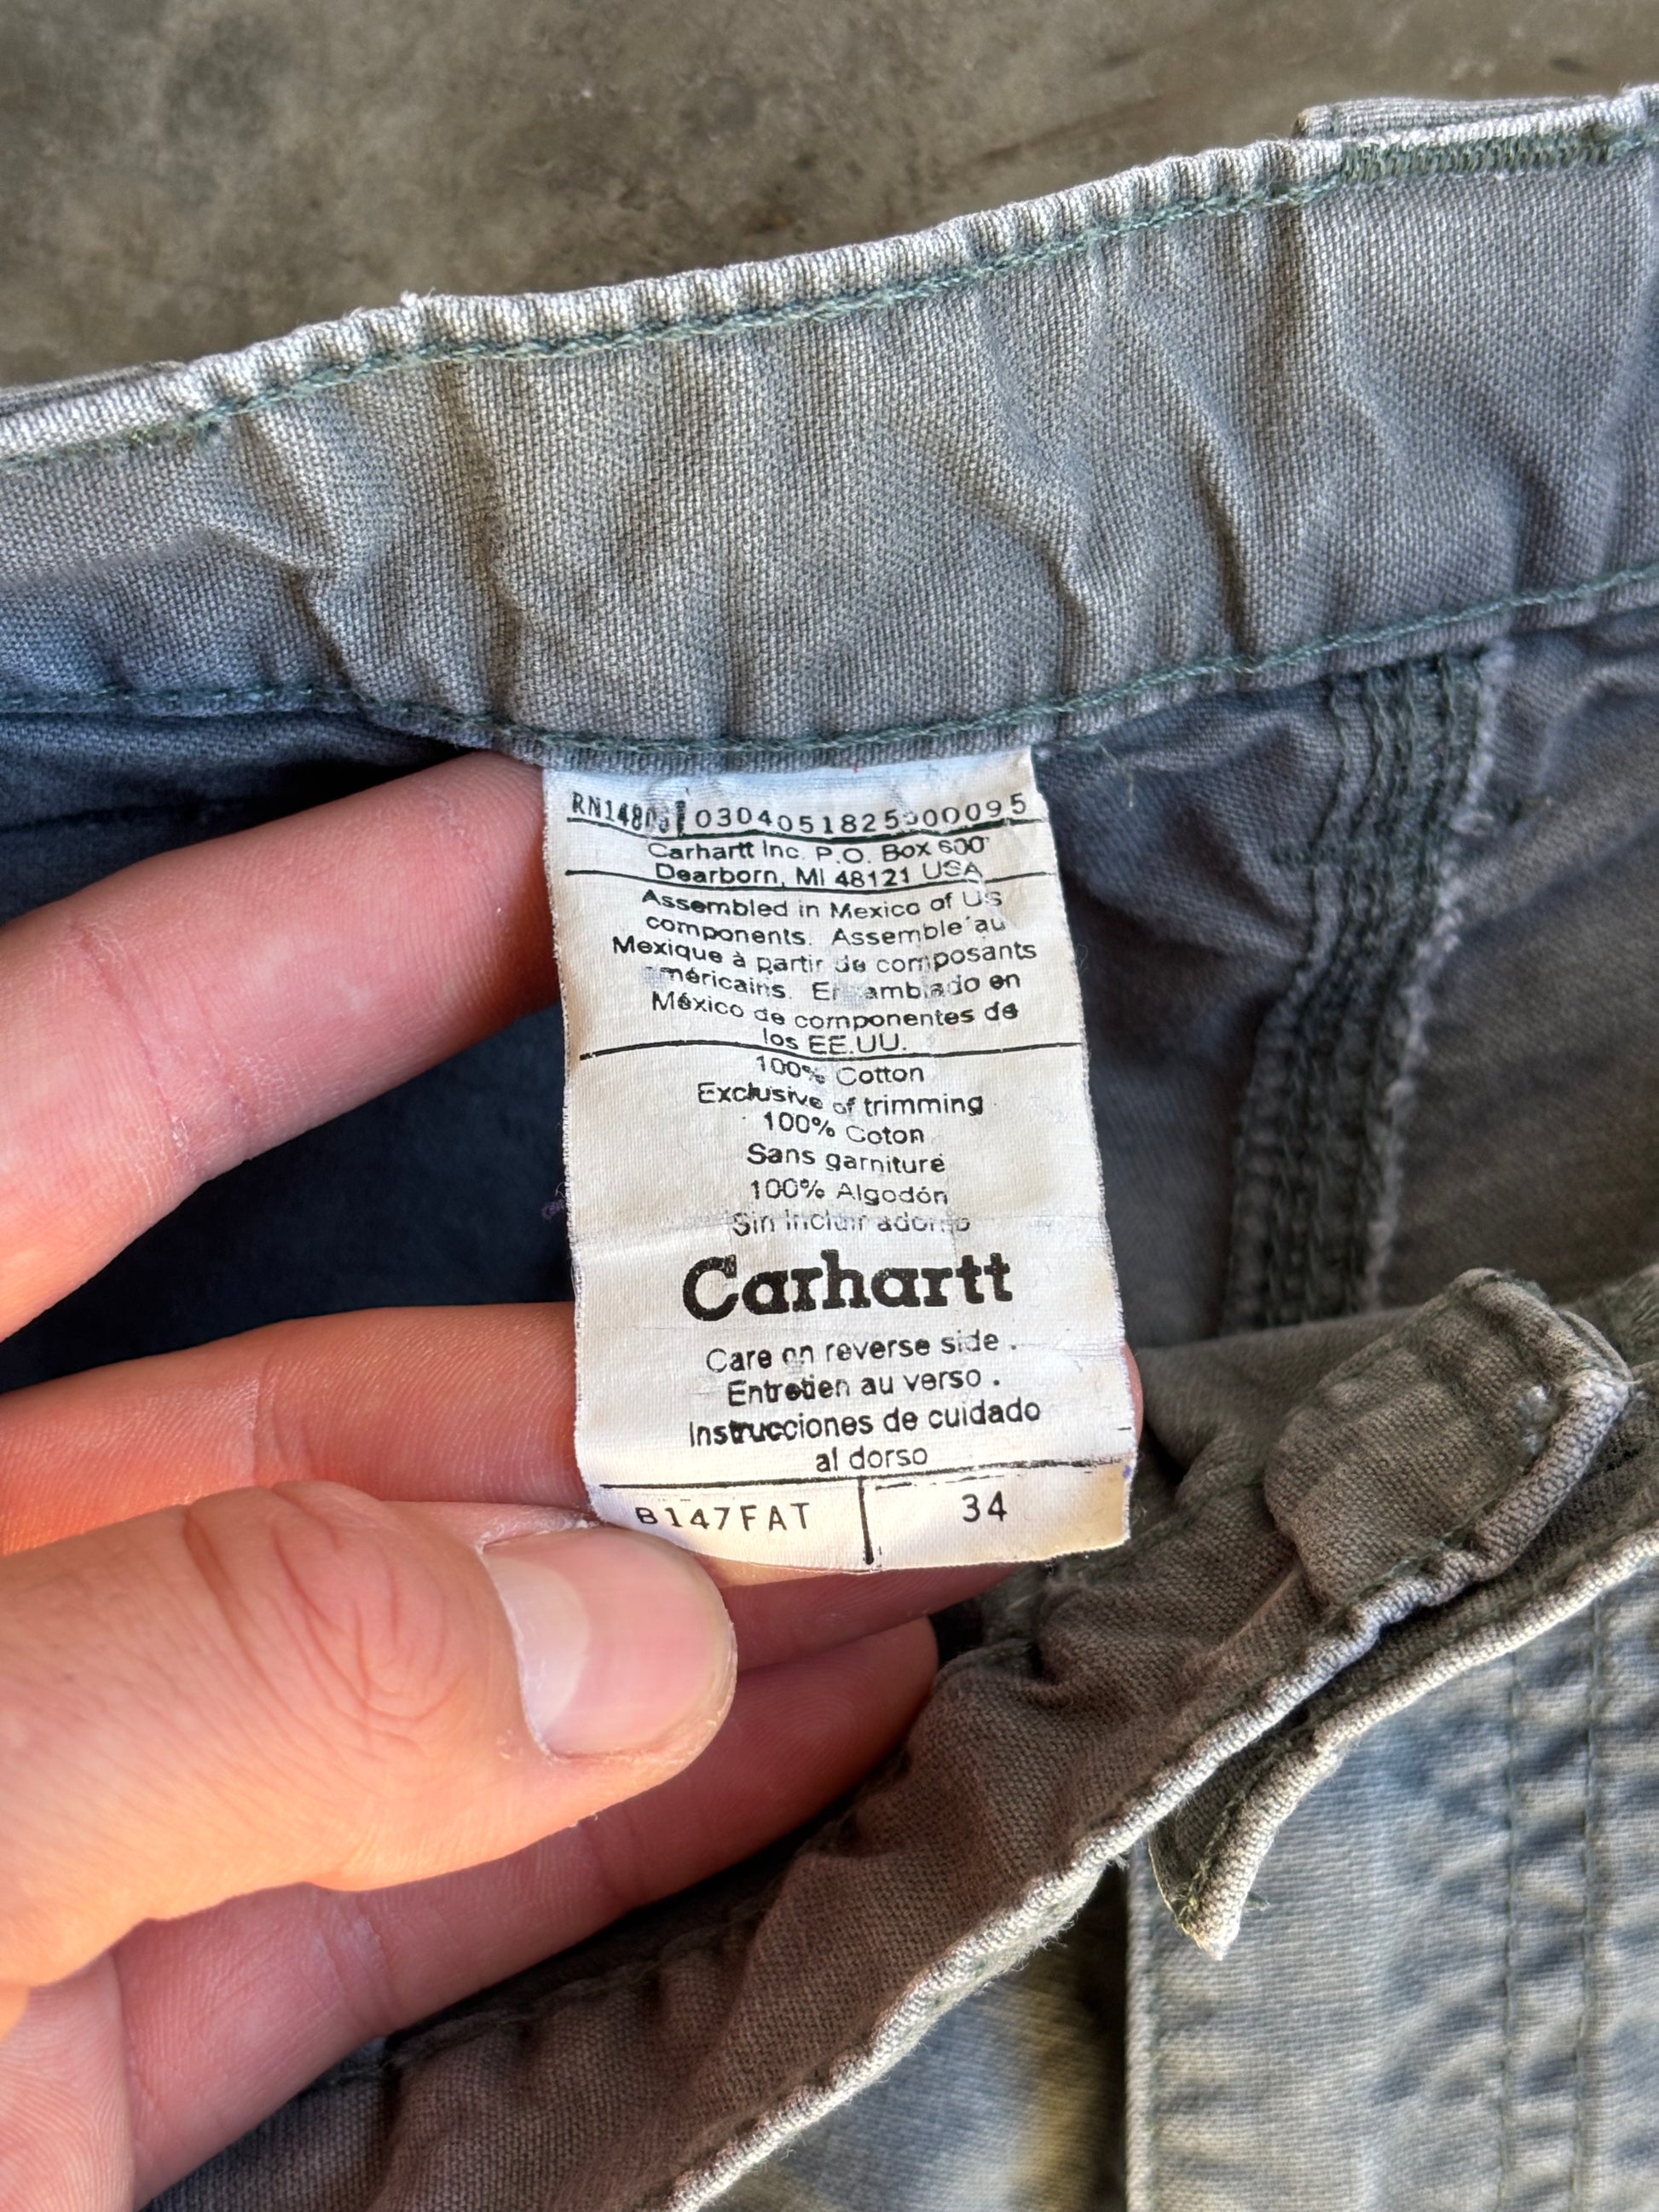 Carhartt Inc. P.O. Box 600
Dearborn, MI 48121 USA
Assembled in Mexico of US
components. Assemble au
Mexique à partir de composants
américains. Ensamblado en
México de componentes de
los EE.UU.
100% Cotton
Exclusive of trimming
100% Coton
Sans garniture
100% Algodón
Sin incluir adorno
Carhartt
Care on reverse side .
Entretien au verso .
Instrucciones de cuidado
al dorso
B147FAT 34